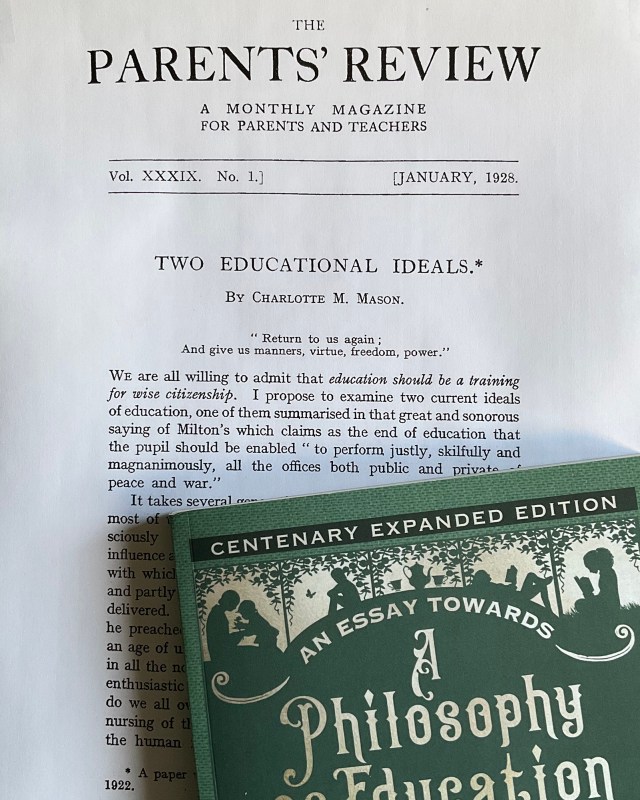 THE
PARENTS' REVIEW
A MONTHLY MAGAZINE
FOR PARENTS AND TEACHERS
Vol. XXXIX. No. 1.] [JANUARY, 1928.
TWO EDUCATIONAL IDEALS.*
By Charlotte M. Mason.
" Return to us again ;
And give us manners, virtue, freedom, power."
We are all willing to admit that education should be a training
for wise citizenship. I propose to examine two current ideals
of education, one of them summarised in that great and sonorous
saying of Milton's which claims as the end of education that
the pupil should be enabled " to perform justly, skilfully and
magnanimously, all the offices both public and private of
peace and war."
It takes several
most of
sciously
influence
with which
and partly
delivered.
he preached
an age of
in all the
enthusiastic
do we all
nursing of
the human
* A paper
1922.
CENTENARY EXPANDED EDITION
AN ESSAY TOWARDS
A
Philosophy
Education